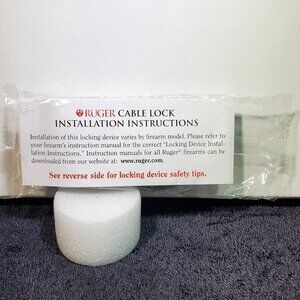 RUGER CABLE LOCK
INSTALLATION INSTRUCTIONS
Installation of this locking device varies by firearm model. Please refer to
your firearm's instruction manual for the correct "Locking Device Instal-
lation Instructions." Instruction manuals for all Ruger® firearms can be
downloaded from our website at: www.ruger.com.
See reverse side for locking device safety tips.